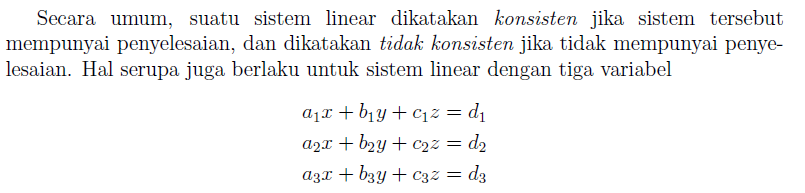 Secara umum, suatu sistem linear dikatakan konsisten jika sistem tersebut
mempunyai penyelesaian, dan dikatakan tidak konsisten jika tidak mempunyai penye-
lesaian. Hal serupa juga berlaku untuk sistem linear dengan tiga variabel
a₁x + b₁y + c₁z = d₁
a₂x + b₂y + c₂z = d₂
a₃x + b₃y + c₃z = d₃